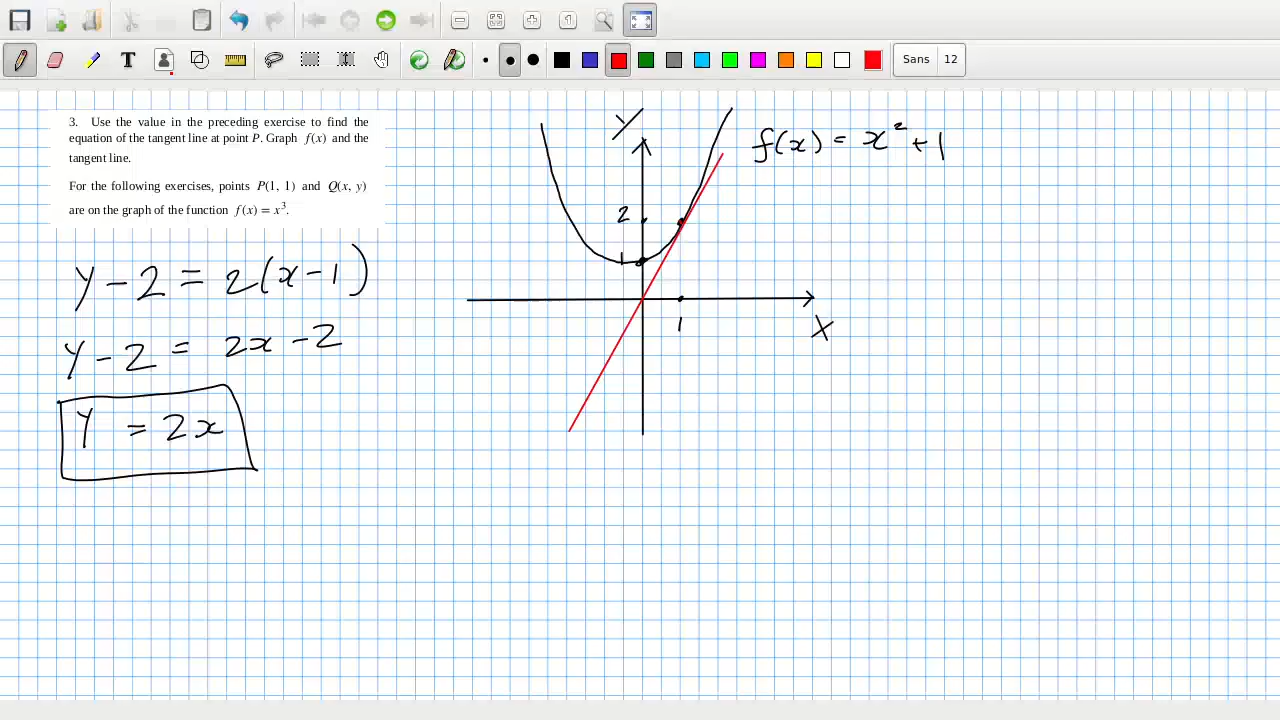 Sans 12
3. Use the value in the preceding exercise to find the
equation of the tangent line at point P. Graph f(x) and the
tangent line.
For the following exercises, points P(1, 1) and Q(x, y)
are on the graph of the function f(x) = x³.
y - 2 = 2(x - 1)
y - 2 = 2x - 2
y = 2x
y
f(x) = x² + 1
2
1
1
x